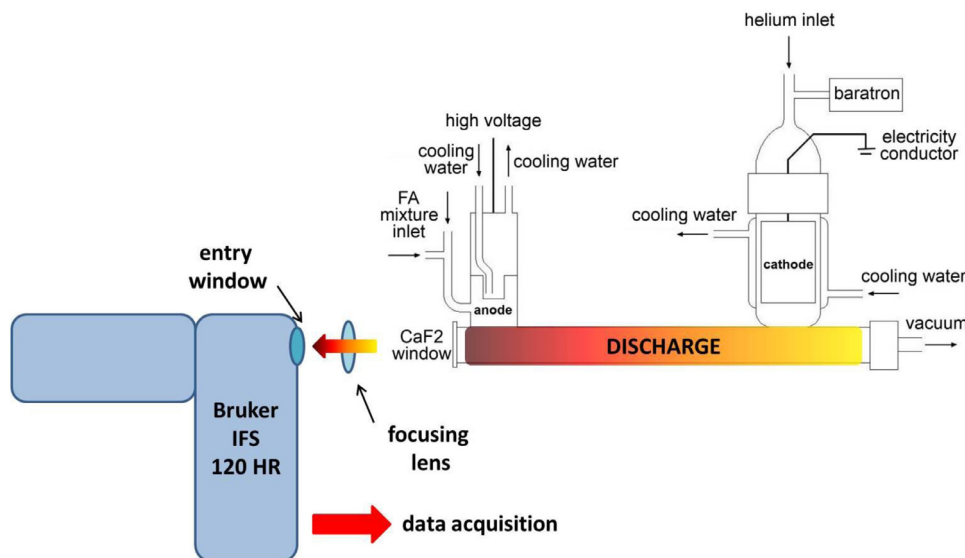 helium inlet
baratron
high voltage
electricity
conductor
cooling
water
cooling water
FA
mixture
inlet
cooling water
entry
window
cathode
cooling water
anode
vacuum
CaF2
window
DISCHARGE
Bruker
IFS
120 HR
focusing
lens
data acquisition